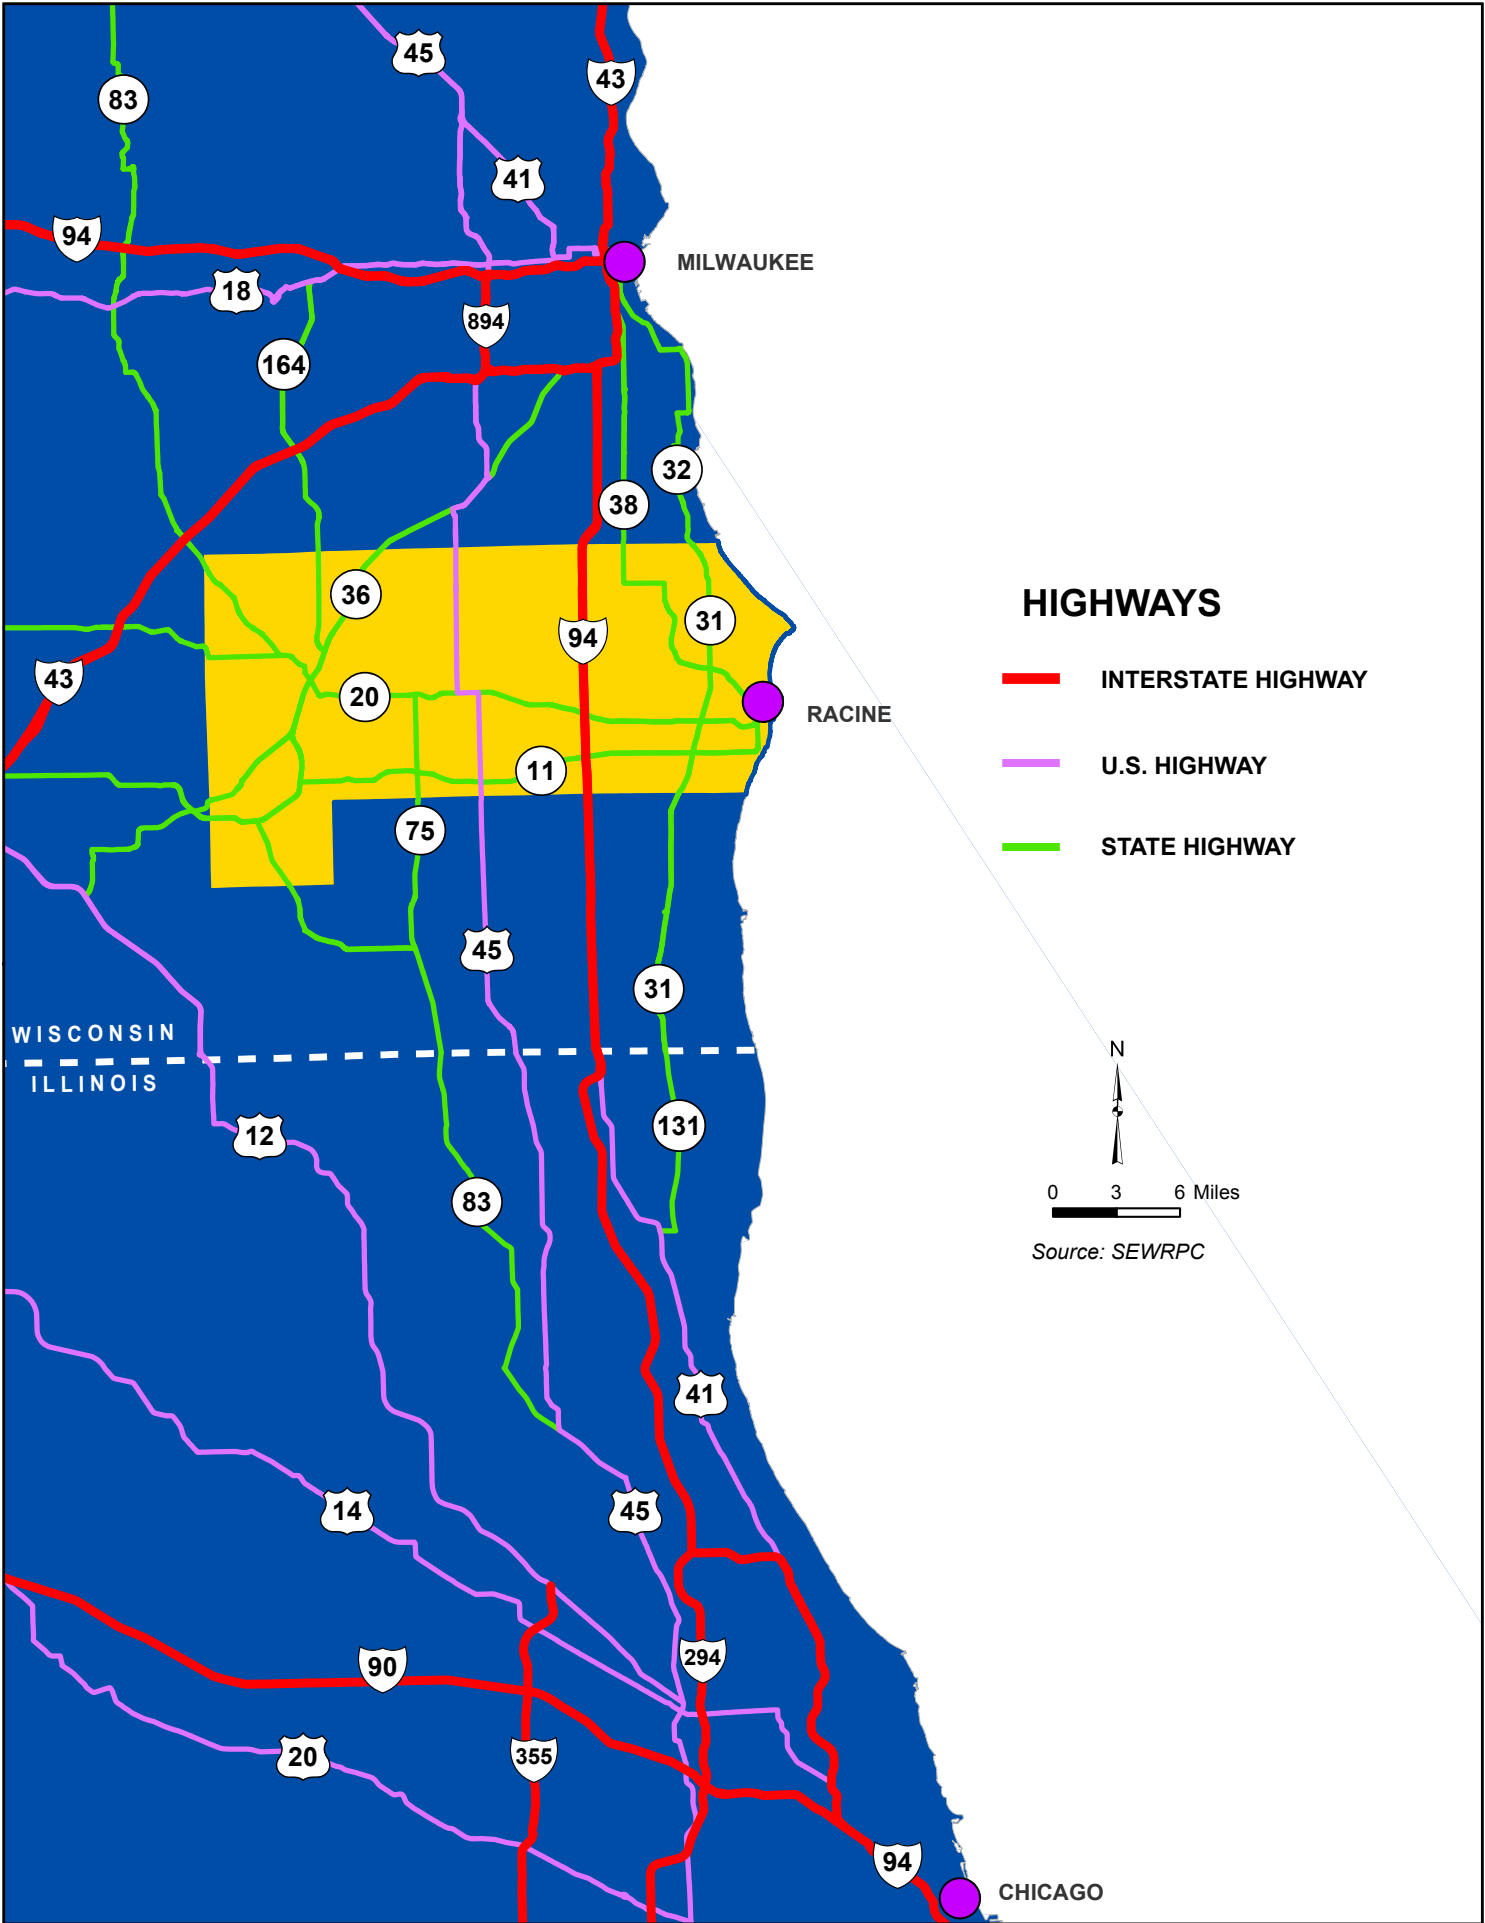 45
43
83
41
94
MILWAUKEE
18
894
164
32
38
36
31
94
43
20
RACINE
11
75
45
31
WISCONSIN
ILLINOIS
131
12
83
41
14
45
294
90
355
20
94
CHICAGO
HIGHWAYS
INTERSTATE HIGHWAY
U.S. HIGHWAY
STATE HIGHWAY
N
0 3 6 Miles
Source: SEWRPC